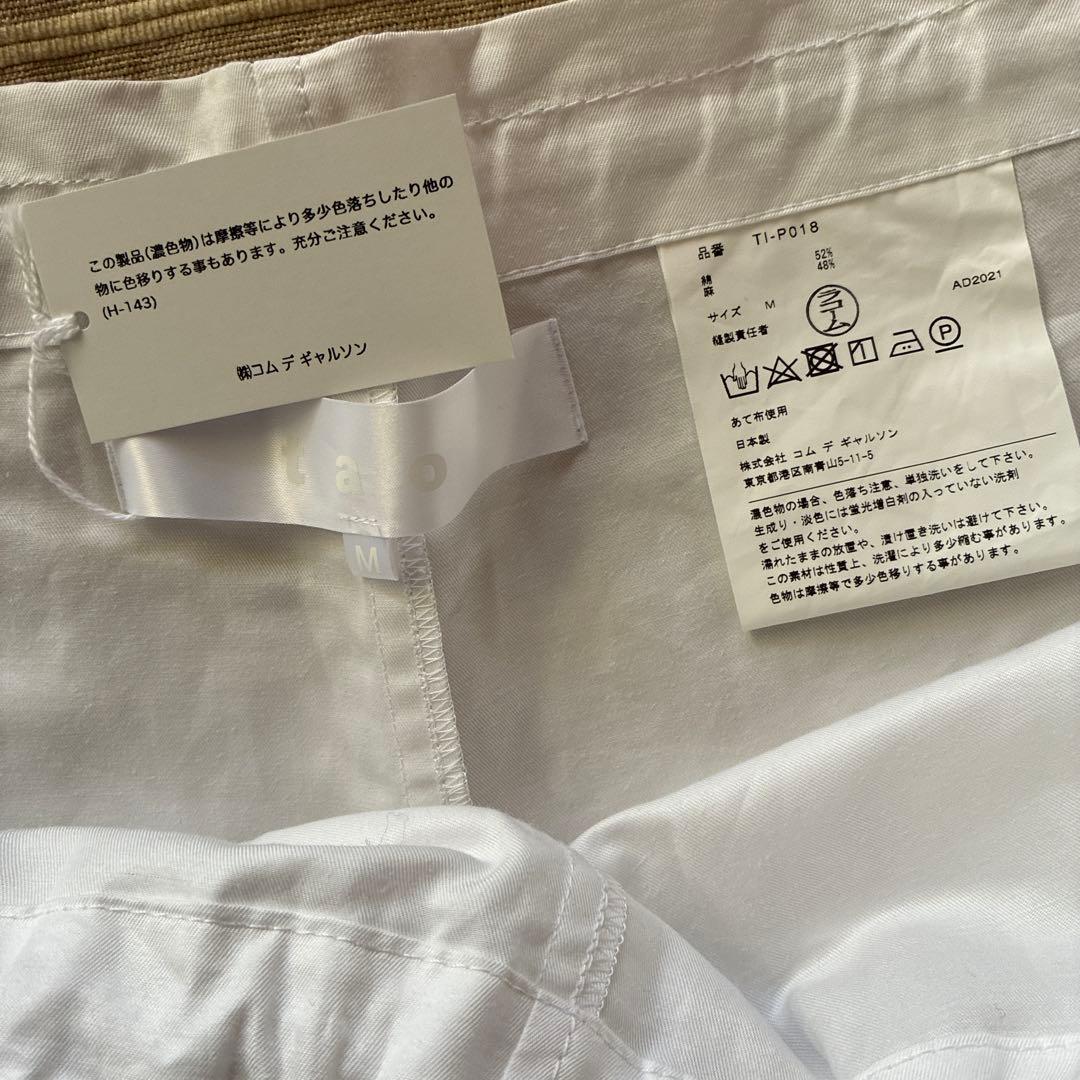 この製品(濃色物)は摩擦等により多少色落ちしたり他の
物に色移りする事もあります。充分ご注意ください。
(H-143)
㈱コム デ ギャルソン
tao
M
品番 TI-P018
綿 52%
麻 48%
AD2021
サイズ M
縫製責任者
あて布使用
日本製
株式会社 コム デ ギャルソン
東京都港区南青山5-11-5
濃色物の場合、色落ち注意、単独洗いをして下さい。
生成り・淡色には蛍光増白剤の入っていない洗剤
をご使用ください。
濡れたままの放置や、漬け置き洗いは避けて下さい。
この素材は性質上、洗濯により多少縮む事があります。
色物は摩擦等で多少色移りする事があります。